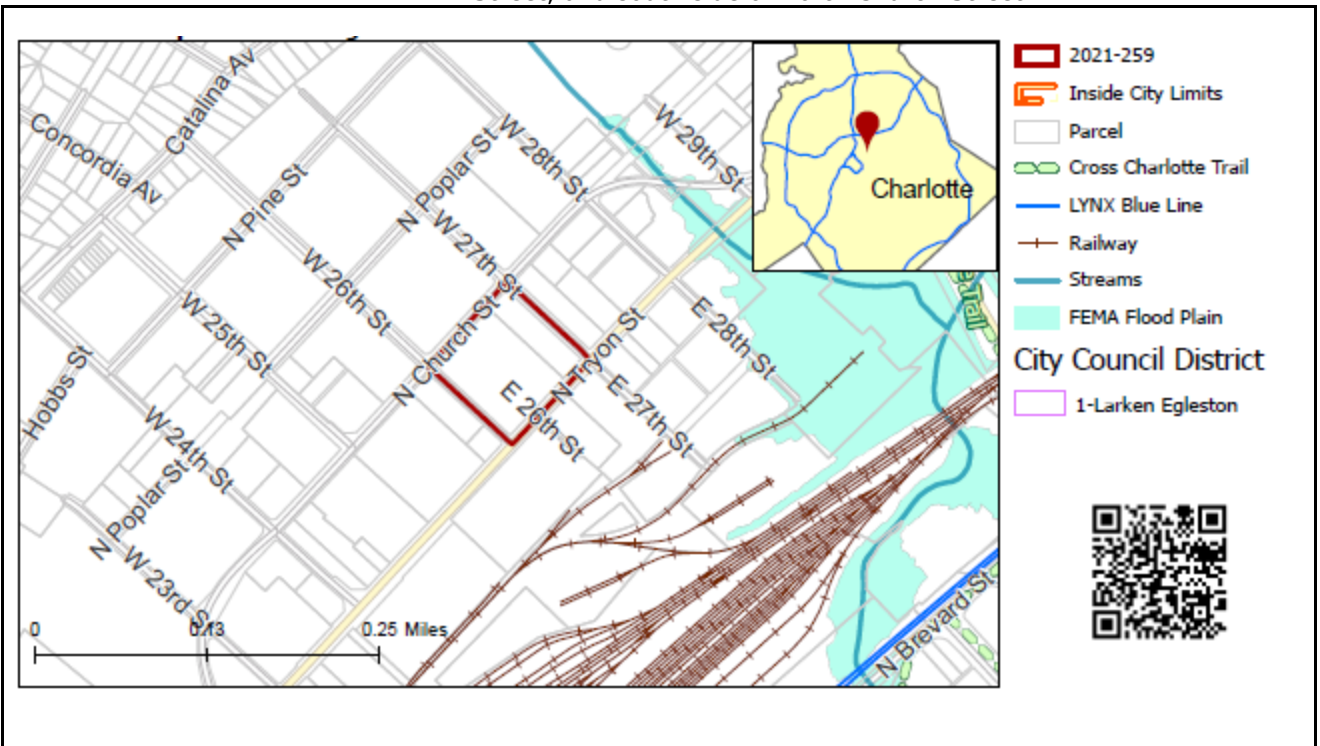 Catalina Av
Concordia Av
W 28th St
W 29th St
N Poplar St
N Pine St
W 27th St
W 26th St
W 25th St
N Church St
N Tryon St
E 28th St
E 27th St
E 26th St
Hobbs St
W 24th St
N Poplar St
W 23rd St
N Brevard St
Trail
Charlotte
0
0.13
0.25 Miles
2021-259
Inside City Limits
Parcel
Cross Charlotte Trail
LYNX Blue Line
Railway
Streams
FEMA Flood Plain
City Council District
1-Larken Egleston